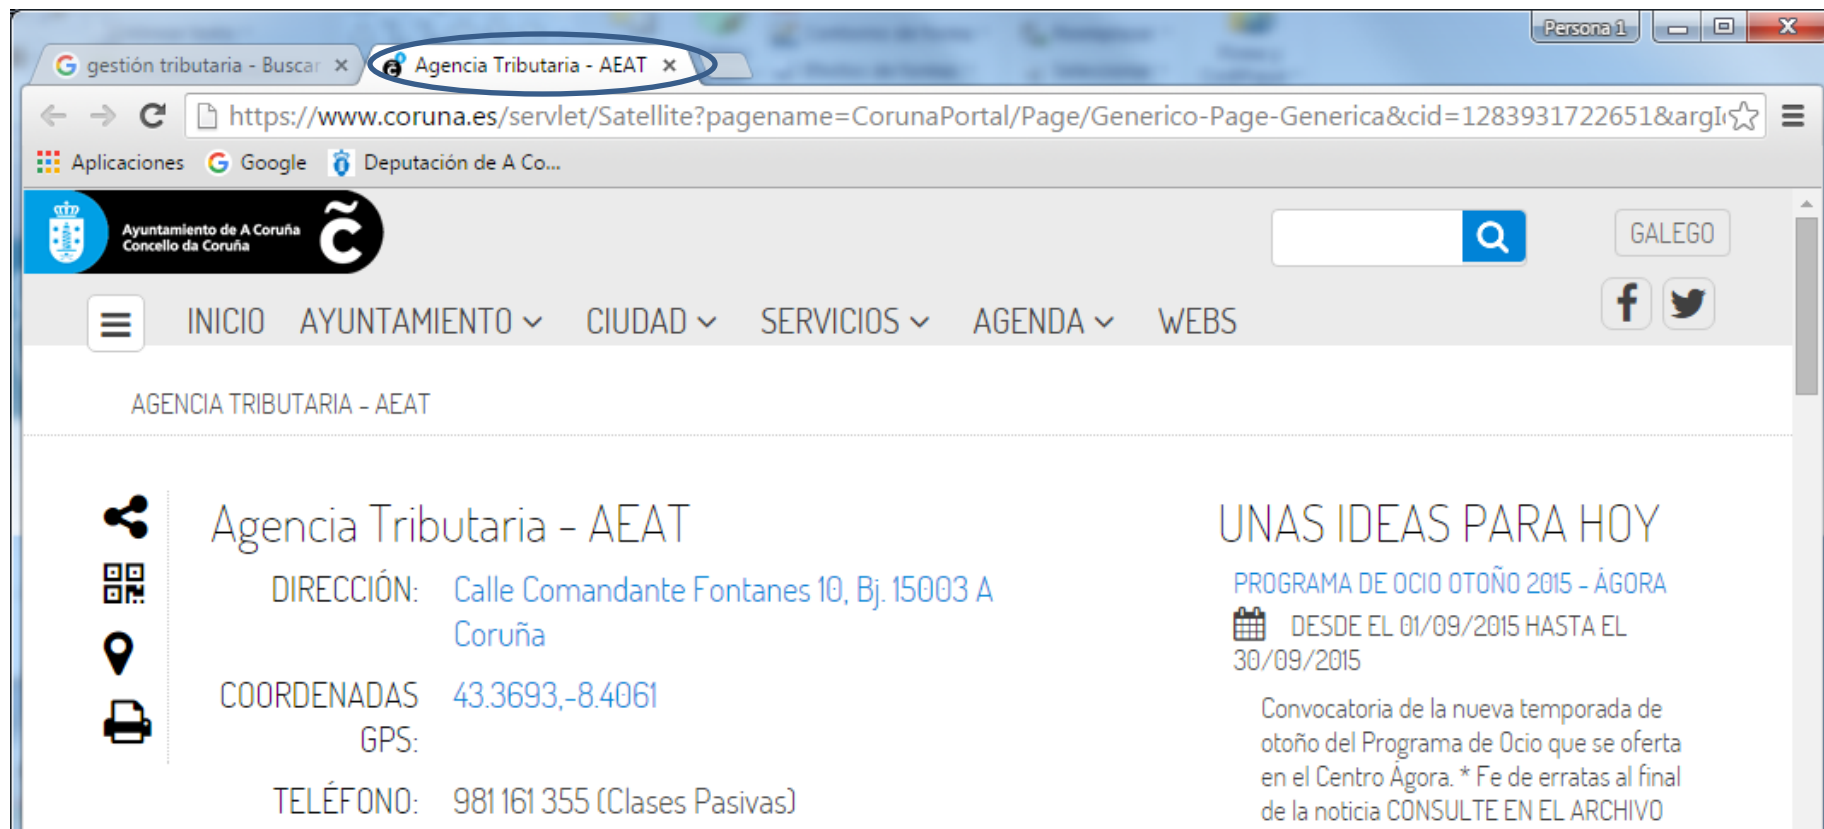 Persona 1
gestión tributaria - Buscar
Agencia Tributaria - AEAT
https://www.coruna.es/servlet/Satellite?pagename=CorunaPortal/Page/Generico-Page-Generica&cid=1283931722651&argI
Aplicaciones Google Deputación de A Co...
Ayuntamiento de A Coruña
Concello da Coruña
GALEGO
INICIO AYUNTAMIENTO CIUDAD SERVICIOS AGENDA WEBS
AGENCIA TRIBUTARIA - AEAT
Agencia Tributaria - AEAT
DIRECCIÓN: Calle Comandante Fontanes 10, Bj. 15003 A
Coruña
COORDENADAS 43.3693,-8.4061
GPS:
TELÉFONO: 981 161 355 (Clases Pasivas)
UNAS IDEAS PARA HOY
PROGRAMA DE OCIO OTOÑO 2015 - ÁGORA
DESDE EL 01/09/2015 HASTA EL
30/09/2015
Convocatoria de la nueva temporada de
otoño del Programa de Ocio que se oferta
en el Centro Ágora. * Fe de erratas al final
de la noticia CONSULTE EN EL ARCHIVO